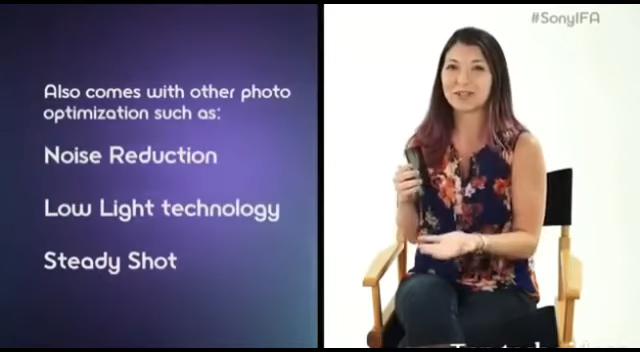 #SonyIFA
Also comes with other photo
optimization such as:
Noise Reduction
Low Light technology
Steady Shot